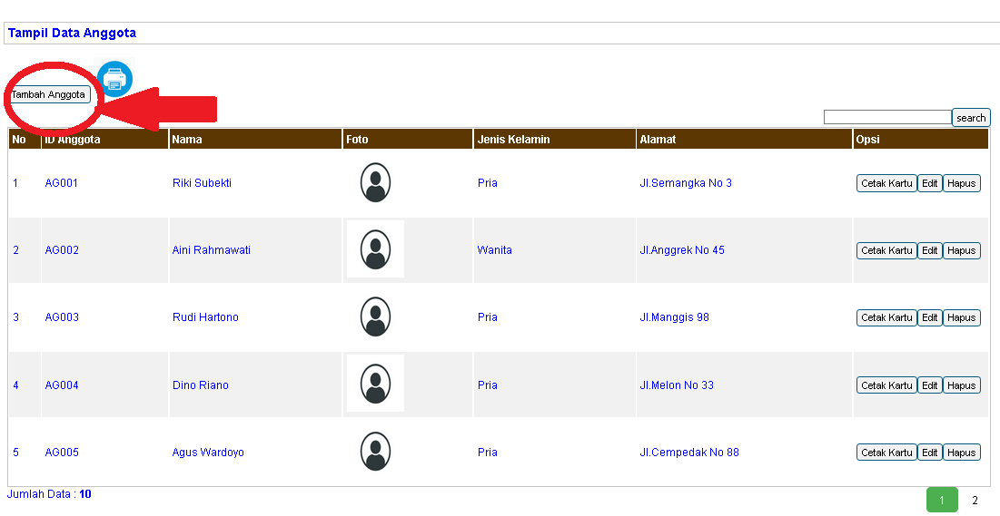 Tampil Data Anggota
Tambah Anggota
search
No ID Anggota Nama Foto Jenis Kelamin Alamat Opsi
1 AG001 Riki Subekti Pria Jl.Semangka No 3 Cetak Kartu Edit Hapus
2 AG002 Aini Rahmawati Wanita Jl.Anggrek No 45 Cetak Kartu Edit Hapus
3 AG003 Rudi Hartono Pria Jl.Manggis 98 Cetak Kartu Edit Hapus
4 AG004 Dino Riano Pria Jl.Melon No 33 Cetak Kartu Edit Hapus
5 AG005 Agus Wardoyo Pria Jl.Cempedak No 88 Cetak Kartu Edit Hapus
Jumlah Data : 10
1 2